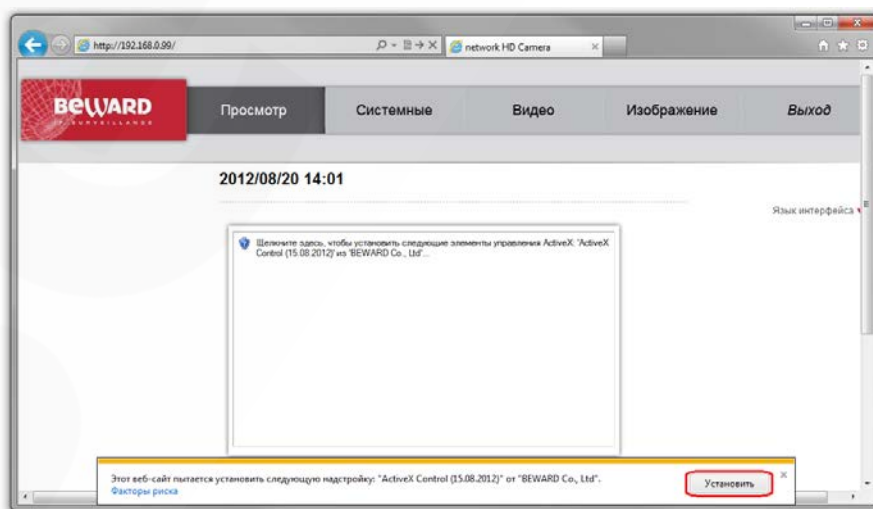 http://192.168.0.99/
network HD Camera
BEWARD
IP SURVEILLANCE
Просмотр
Системные
Видео
Изображение
Выход
2012/08/20 14:01
Язык интерфейса
Щелкните здесь, чтобы установить следующие элементы управления ActiveX: 'ActiveX
Control (15.08.2012)' из 'BEWARD Co., Ltd'...
Этот веб-сайт пытается установить следующую надстройку: "ActiveX Control (15.08.2012)" от "BEWARD Co., Ltd".
Факторы риска
Установить